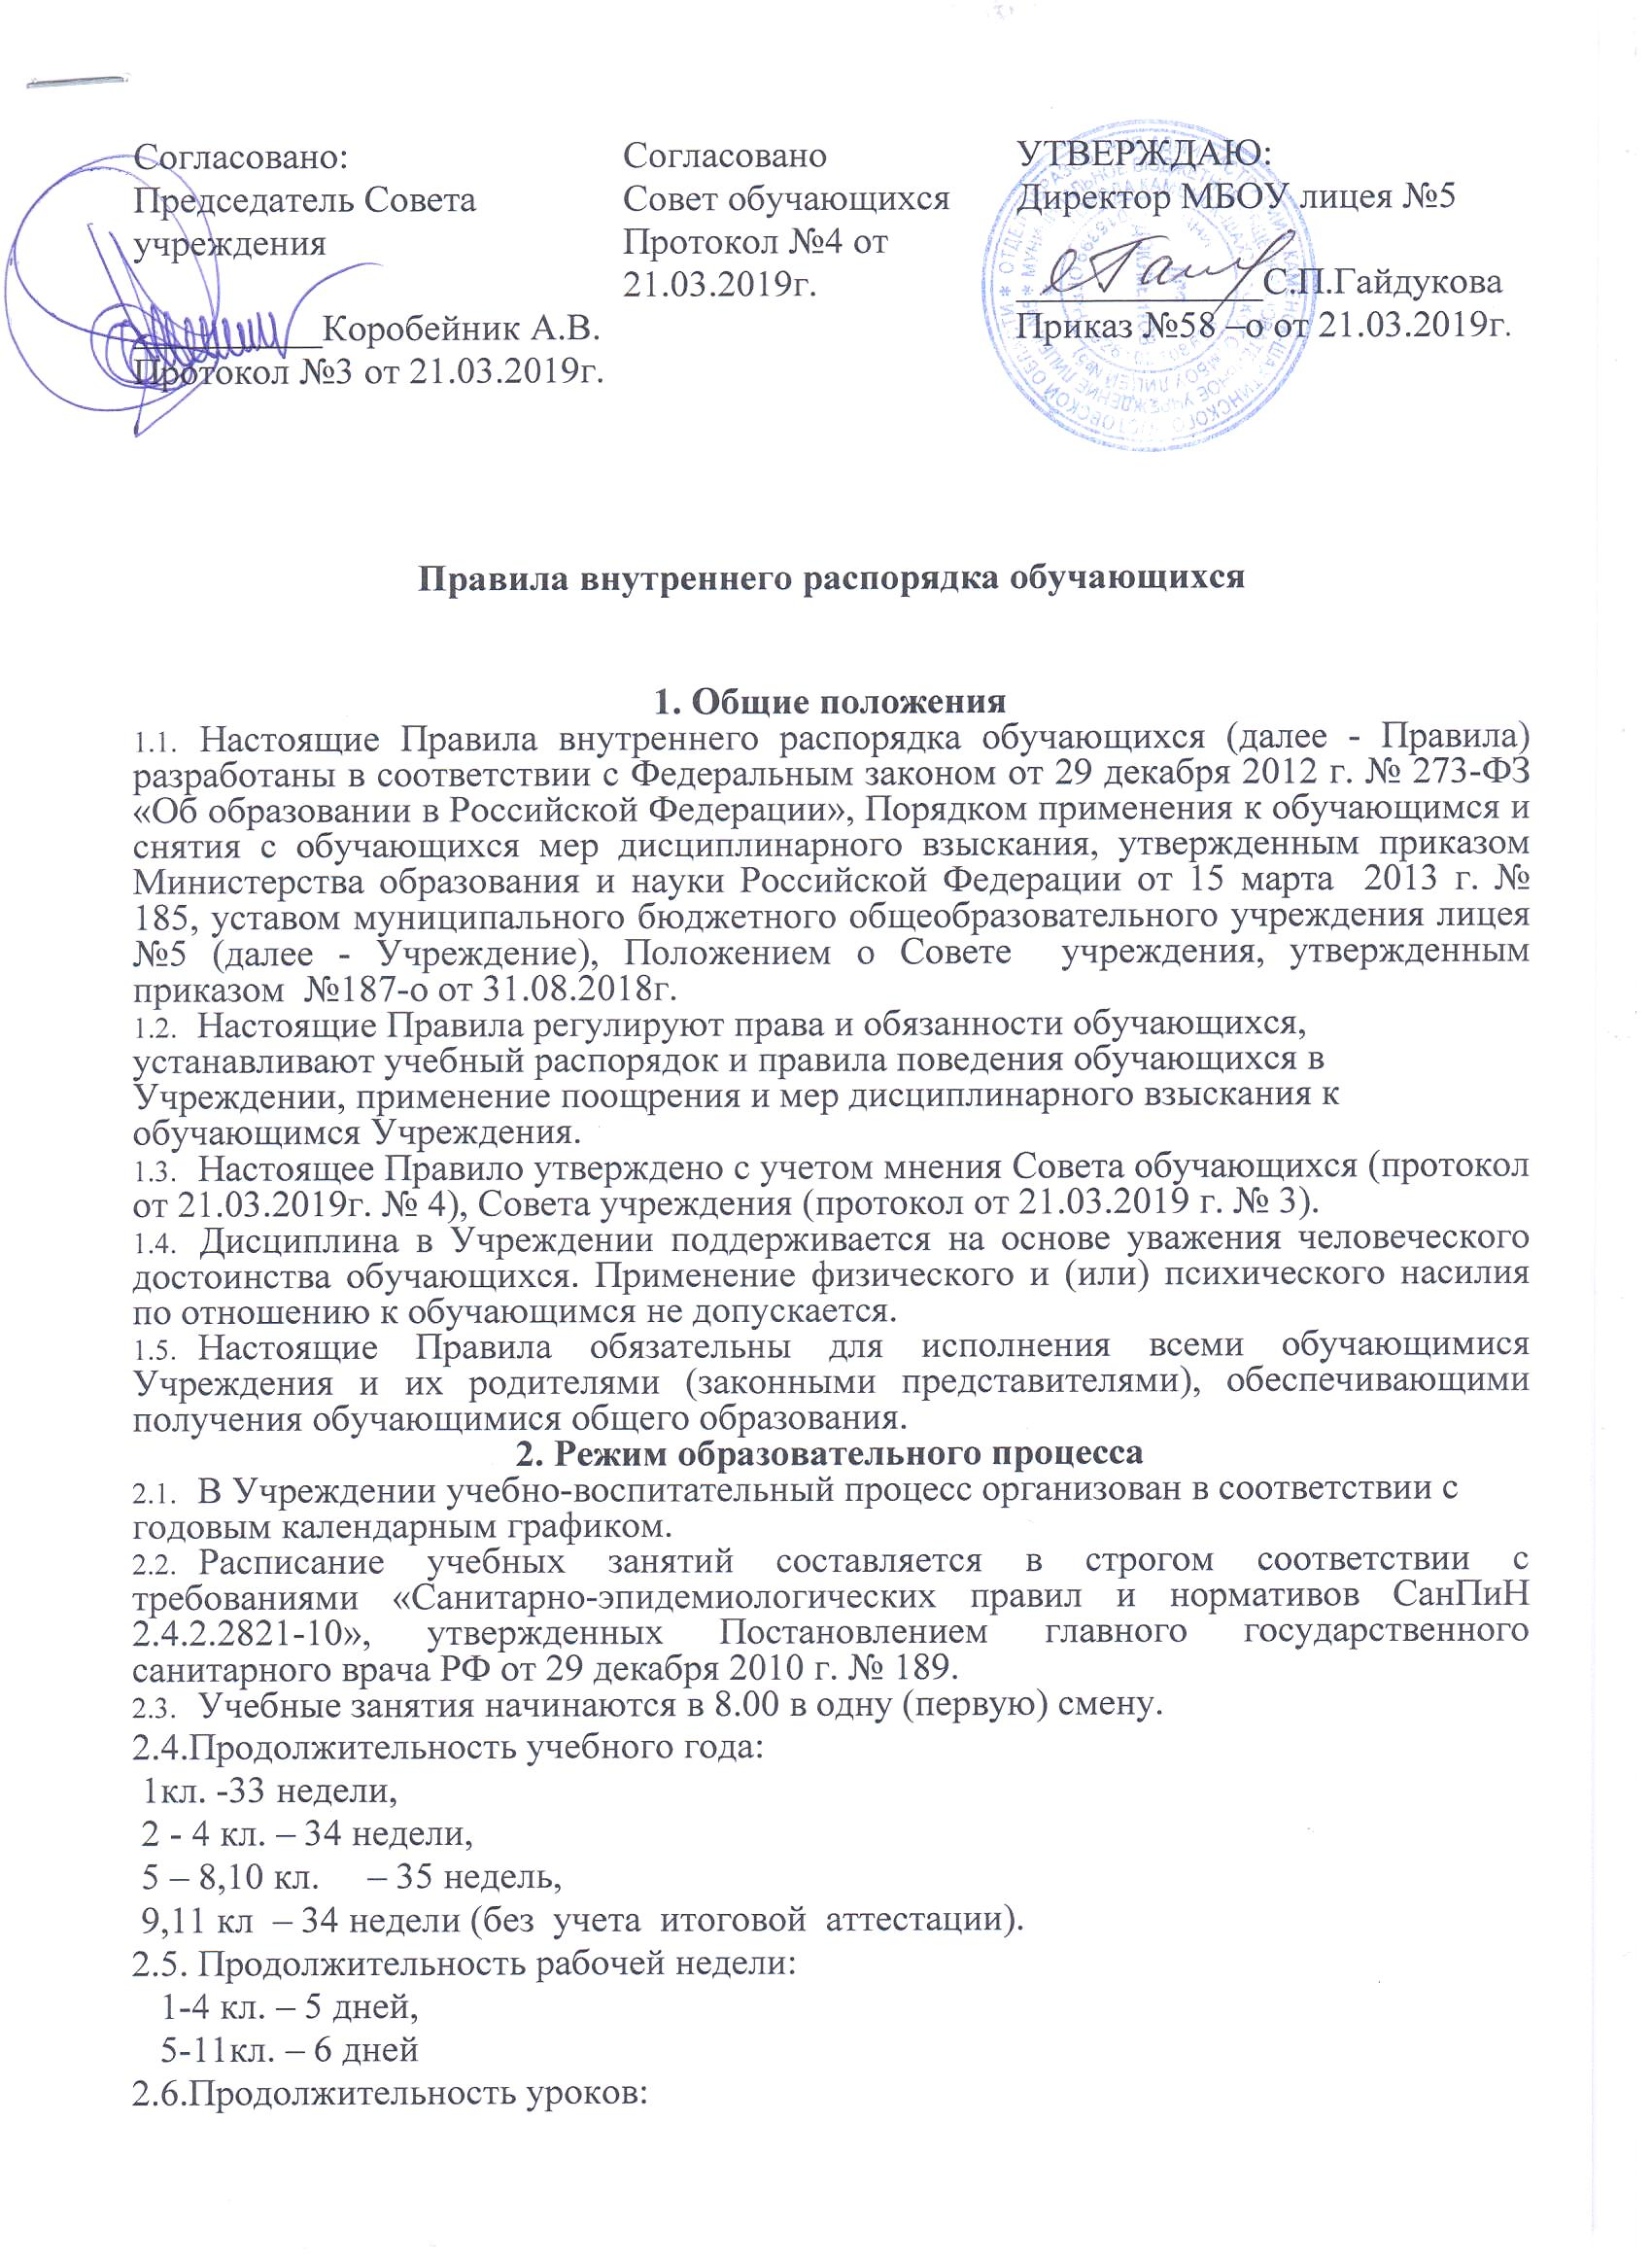 Согласовано:
Председатель Совета
учреждения
__________Коробейник А.В.
Протокол №3 от 21.03.2019г.
Согласовано
Совет обучающихся
Протокол №4 от
21.03.2019г.
УТВЕРЖДАЮ:
Директор МБОУ лицея №5
_____________С.П.Гайдукова
Приказ №58 –о от 21.03.2019г.
Правила внутреннего распорядка обучающихся
1. Общие положения
1.1. Настоящие Правила внутреннего распорядка обучающихся (далее - Правила)
разработаны в соответствии с Федеральным законом от 29 декабря 2012 г. № 273-ФЗ
«Об образовании в Российской Федерации», Порядком применения к обучающимся и
снятия с обучающихся мер дисциплинарного взыскания, утвержденным приказом
Министерства образования и науки Российской Федерации от 15 марта 2013 г. №
185, уставом муниципального бюджетного общеобразовательного учреждения лицея
№5 (далее - Учреждение), Положением о Совете учреждения, утвержденным
приказом №187-о от 31.08.2018г.
1.2. Настоящие Правила регулируют права и обязанности обучающихся,
устанавливают учебный распорядок и правила поведения обучающихся в
Учреждении, применение поощрения и мер дисциплинарного взыскания к
обучающимся Учреждения.
1.3. Настоящее Правило утверждено с учетом мнения Совета обучающихся (протокол
от 21.03.2019г. № 4), Совета учреждения (протокол от 21.03.2019 г. № 3).
1.4. Дисциплина в Учреждении поддерживается на основе уважения человеческого
достоинства обучающихся. Применение физического и (или) психического насилия
по отношению к обучающимся не допускается.
1.5. Настоящие Правила обязательны для исполнения всеми обучающимися
Учреждения и их родителями (законными представителями), обеспечивающими
получения обучающимися общего образования.
2. Режим образовательного процесса
2.1. В Учреждении учебно-воспитательный процесс организован в соответствии с
годовым календарным графиком.
2.2. Расписание учебных занятий составляется в строгом соответствии с
требованиями «Санитарно-эпидемиологических правил и нормативов СанПиН
2.4.2.2821-10», утвержденных Постановлением главного государственного
санитарного врача РФ от 29 декабря 2010 г. № 189.
2.3. Учебные занятия начинаются в 8.00 в одну (первую) смену.
2.4.Продолжительность учебного года:
1кл. -33 недели,
2 - 4 кл. – 34 недели,
5 – 8,10 кл. – 35 недель,
9,11 кл – 34 недели (без учета итоговой аттестации).
2.5. Продолжительность рабочей недели:
1-4 кл. – 5 дней,
5-11кл. – 6 дней
2.6.Продолжительность уроков: